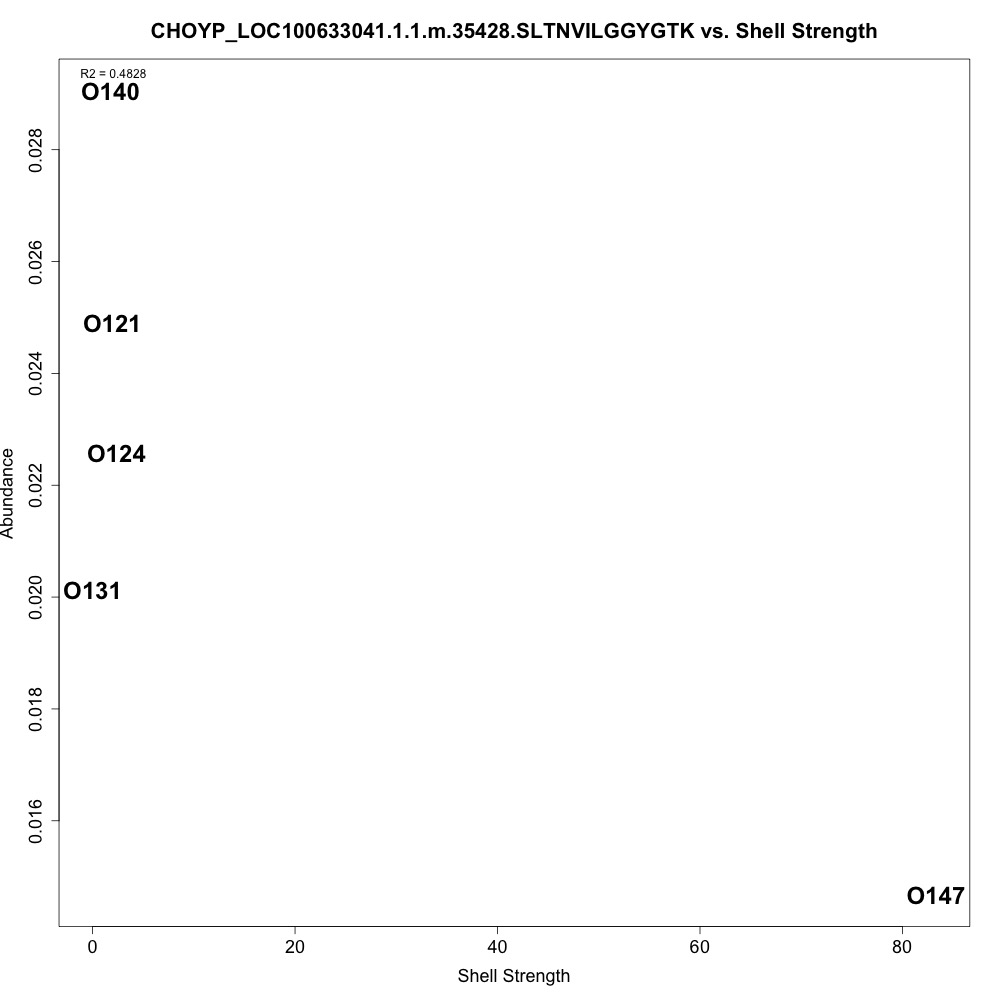 CHOYP_LOC100633041.1.1.m.35428.SLTNVILGGYGTK vs. Shell Strength
R2 = 0.4828
O140
O121
O124
O131
O147
0.028
0.026
0.024
0.022
0.020
0.018
0.016
Abundance
0 20 40 60 80
Shell Strength